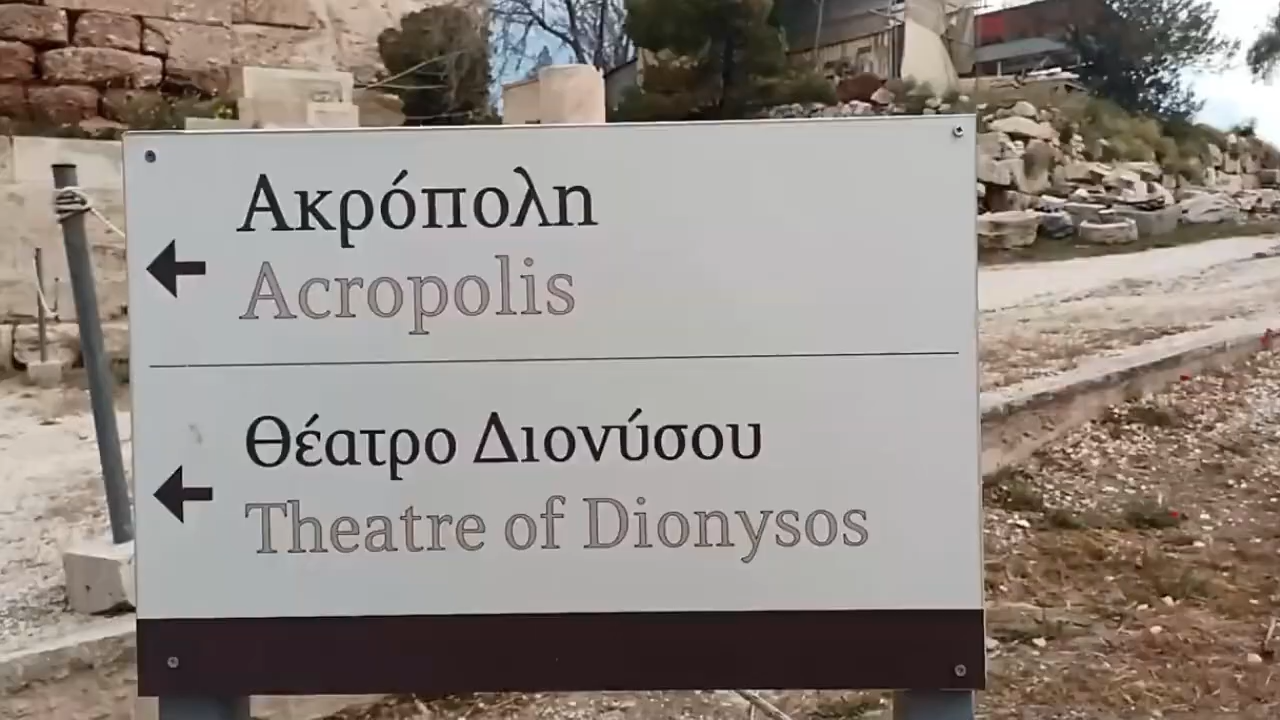 Ακρόπολη
Acropolis
Θέατρο Διονύσου
Theatre of Dionysos